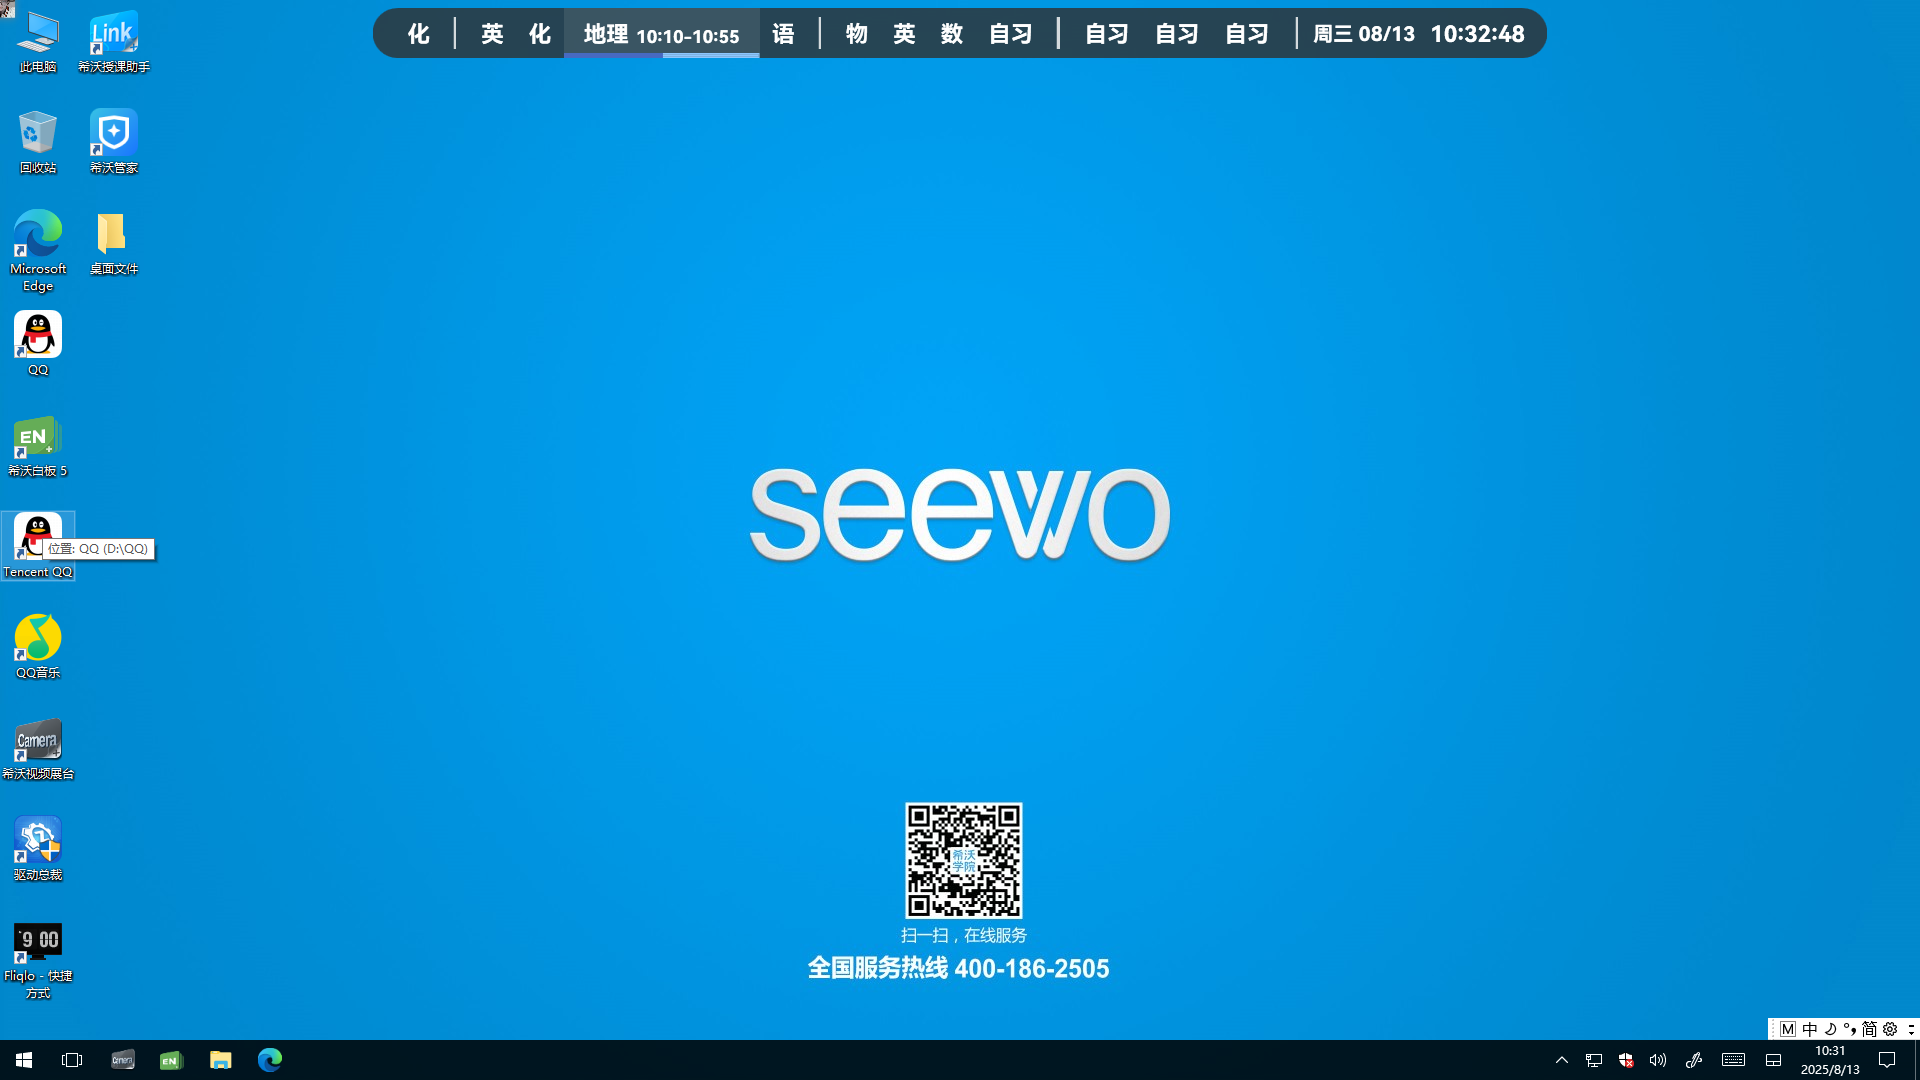 化 | 英 化 地理 10:10-10:55 语 | 物 英 数 自习 | 自习 自习 自习 | 周三 08/13 10:32:48
此电脑
Link
希沃授课助手
回收站
希沃管家
Microsoft
Edge
桌面文件
QQ
EN
希沃白板 5
位置: QQ (D:\QQ)
Tencent QQ
QQ音乐
Camera
希沃视频展台
驱动总裁
9 00
Fliqlo - 快捷
方式
seewo
希沃
学院
扫一扫，在线服务
全国服务热线 400-186-2505
M 中 简
Camera
EN
10:31
2025/8/13